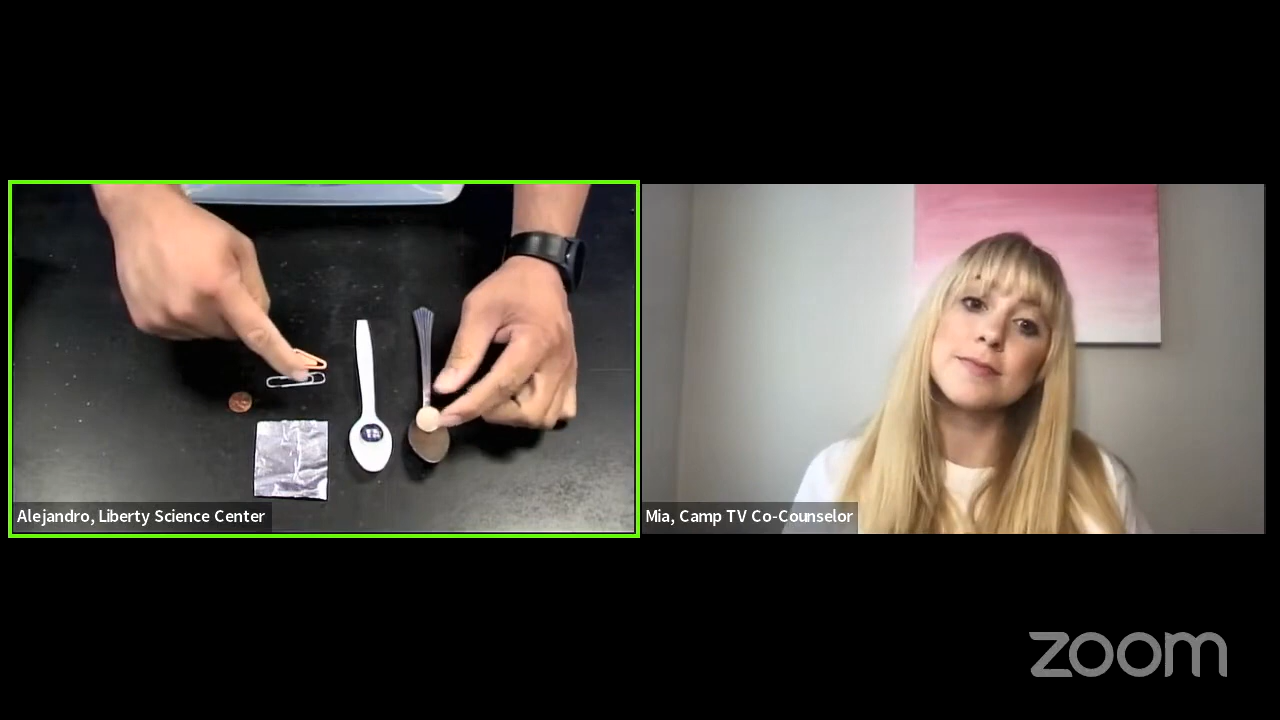 Alejandro, Liberty Science Center
Mia, Camp TV Co-Counselor
zoom